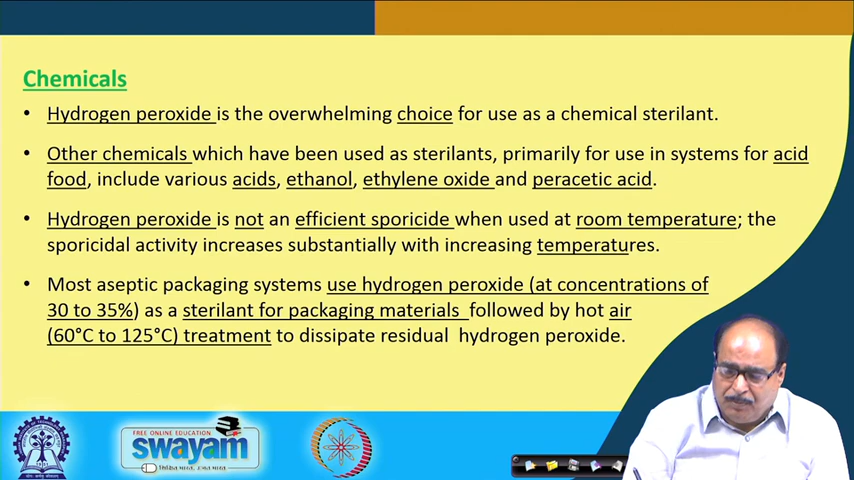 Chemicals
• Hydrogen peroxide is the overwhelming choice for use as a chemical sterilant.
• Other chemicals which have been used as sterilants, primarily for use in systems for acid
food, include various acids, ethanol, ethylene oxide and peracetic acid.
• Hydrogen peroxide is not an efficient sporicide when used at room temperature; the
sporicidal activity increases substantially with increasing temperatures.
• Most aseptic packaging systems use hydrogen peroxide (at concentrations of
30 to 35%) as a sterilant for packaging materials followed by hot air
(60°C to 125°C) treatment to dissipate residual hydrogen peroxide.
FREE ONLINE EDUCATION
swayam
शिक्षित भारत, उन्नत भारत